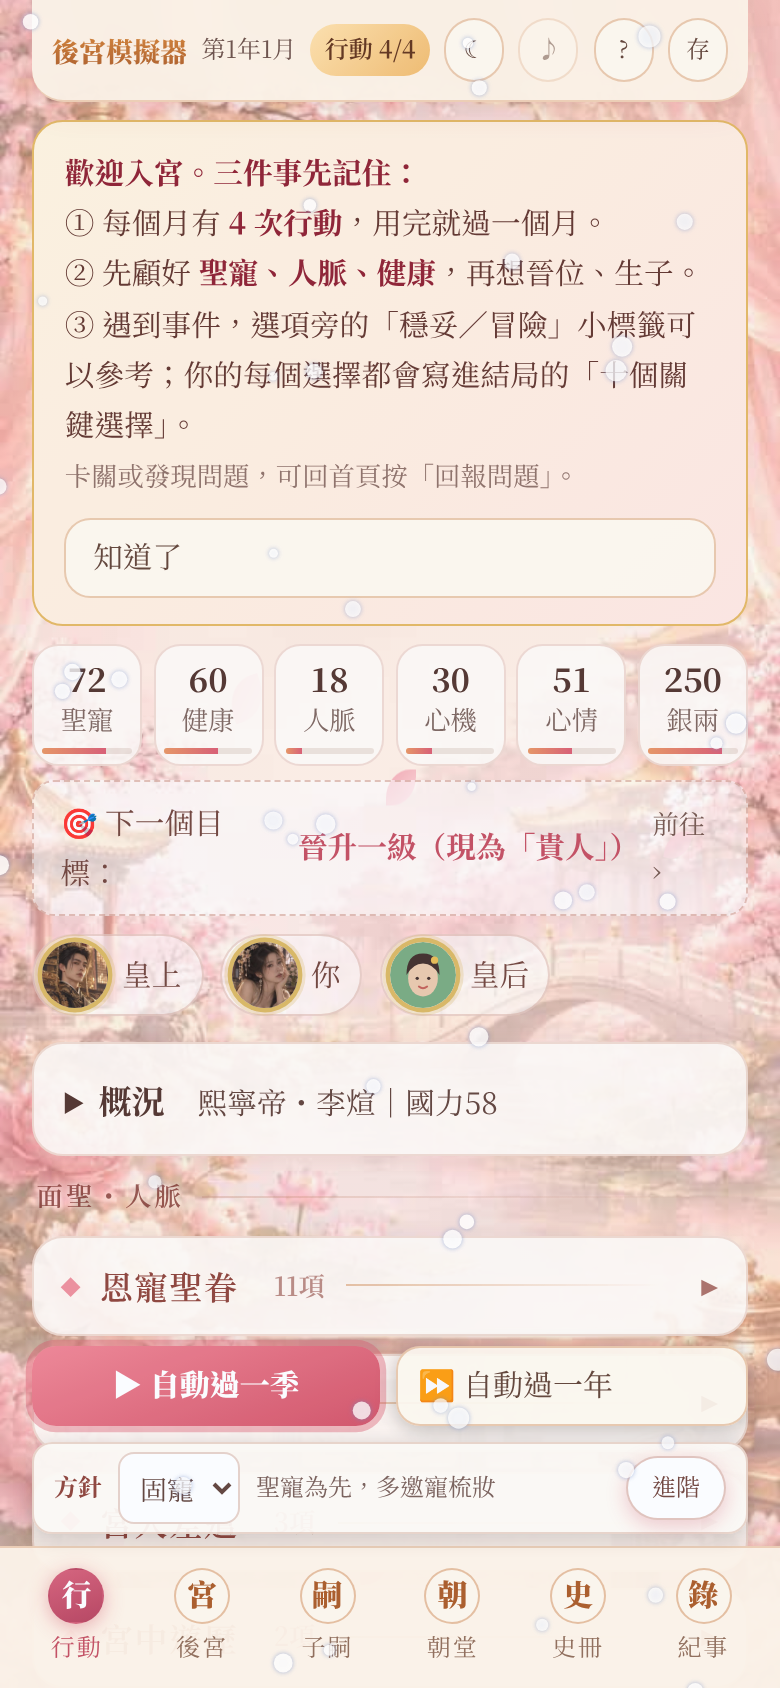 後宮模擬器 第1年1月 行動 4/4 ☾ ♪ ? 存
歡迎入宮。三件事先記住：
① 每個月有 4 次行動，用完就過一個月。
② 先顧好 聖寵、人脈、健康，再想晉位、生子。
③ 遇到事件，選項旁的「穩妥／冒險」小標籤可
以參考；你的每個選擇都會寫進結局的「十個關
鍵選擇」。
卡關或發現問題，可回首頁按「回報問題」。
知道了
72 60 18 30 51 250
聖寵 健康 人脈 心機 心情 銀兩
🎯 下一個目
標：
晉升一級（現為「貴人」）
前往
›
皇上 你 皇后
▶ 概況 熙寧帝・李煊｜國力58
面聖・人脈
◆ 恩寵聖眷 11項 ▶
▶ 自動過一季 ⏩ 自動過一年
方針 固寵 聖寵為先，多邀寵梳妝 進階
行 宮 嗣 朝 史 錄
行動 後宮 子嗣 朝堂 史冊 紀事